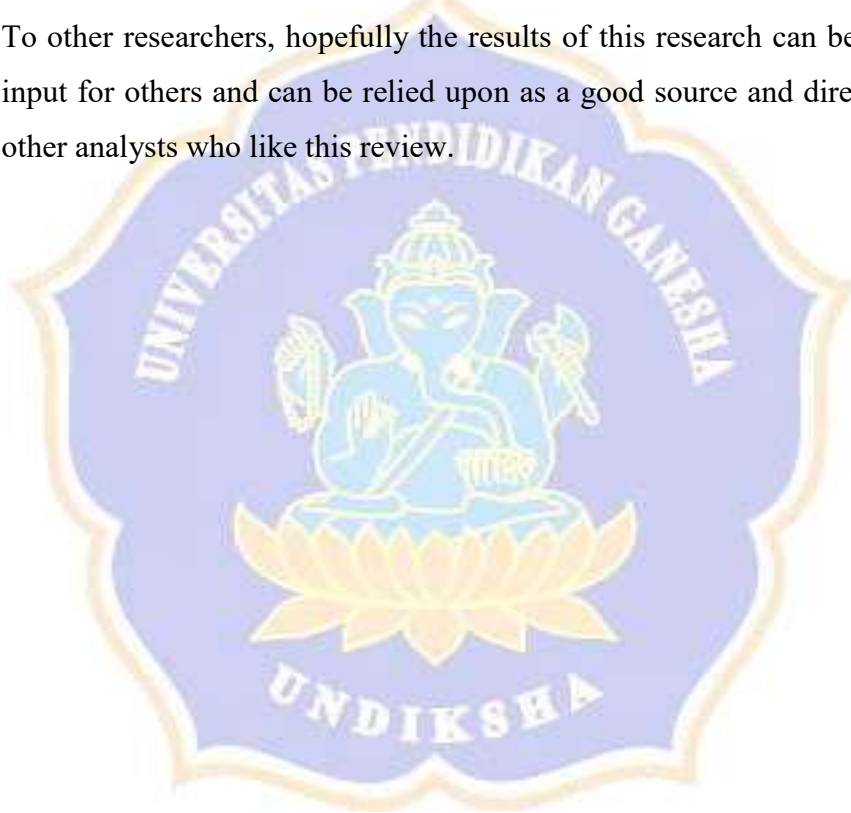 To other researchers, hopefully the results of this research can be
input for others and can be relied upon as a good source and dire
other analysts who like this review.
UNIVERSITAS PENDIDIKAN GANESHA
UNDIKSHA